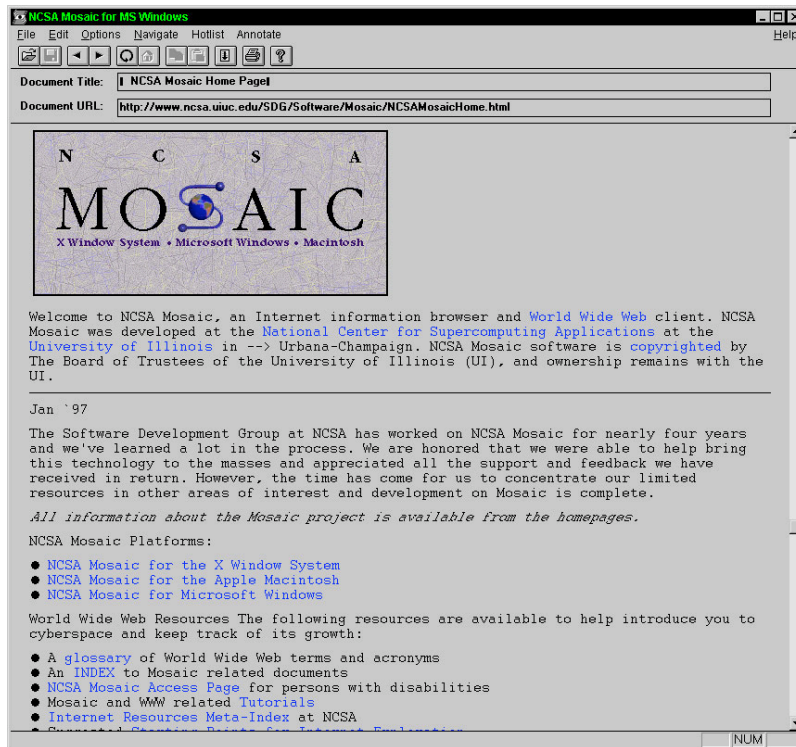 NCSA Mosaic for MS Windows
File Edit Options Navigate Hotlist Annotate Help
Document Title: NCSA Mosaic Home Page
Document URL: http://www.ncsa.uiuc.edu/SDG/Software/Mosaic/NCSAMosaicHome.html
N C S A
MOSAIC
X Window System • Microsoft Windows • Macintosh
Welcome to NCSA Mosaic, an Internet information browser and World Wide Web client. NCSA
Mosaic was developed at the National Center for Supercomputing Applications at the
University of Illinois in --> Urbana-Champaign. NCSA Mosaic software is copyrighted by
The Board of Trustees of the University of Illinois (UI), and ownership remains with the
UI.
Jan `97
The Software Development Group at NCSA has worked on NCSA Mosaic for nearly four years
and we've learned a lot in the process. We are honored that we were able to help bring
this technology to the masses and appreciated all the support and feedback we have
received in return. However, the time has come for us to concentrate our limited
resources in other areas of interest and development on Mosaic is complete.
All information about the Mosaic project is available from the homepages.
NCSA Mosaic Platforms:
● NCSA Mosaic for the X Window System
● NCSA Mosaic for the Apple Macintosh
● NCSA Mosaic for Microsoft Windows
World Wide Web Resources The following resources are available to help introduce you to
cyberspace and keep track of its growth:
● A glossary of World Wide Web terms and acronyms
● An INDEX to Mosaic related documents
● NCSA Mosaic Access Page for persons with disabilities
● Mosaic and WWW related Tutorials
● Internet Resources Meta-Index at NCSA
● Suggested Starting Points for Internet Exploration
NUM